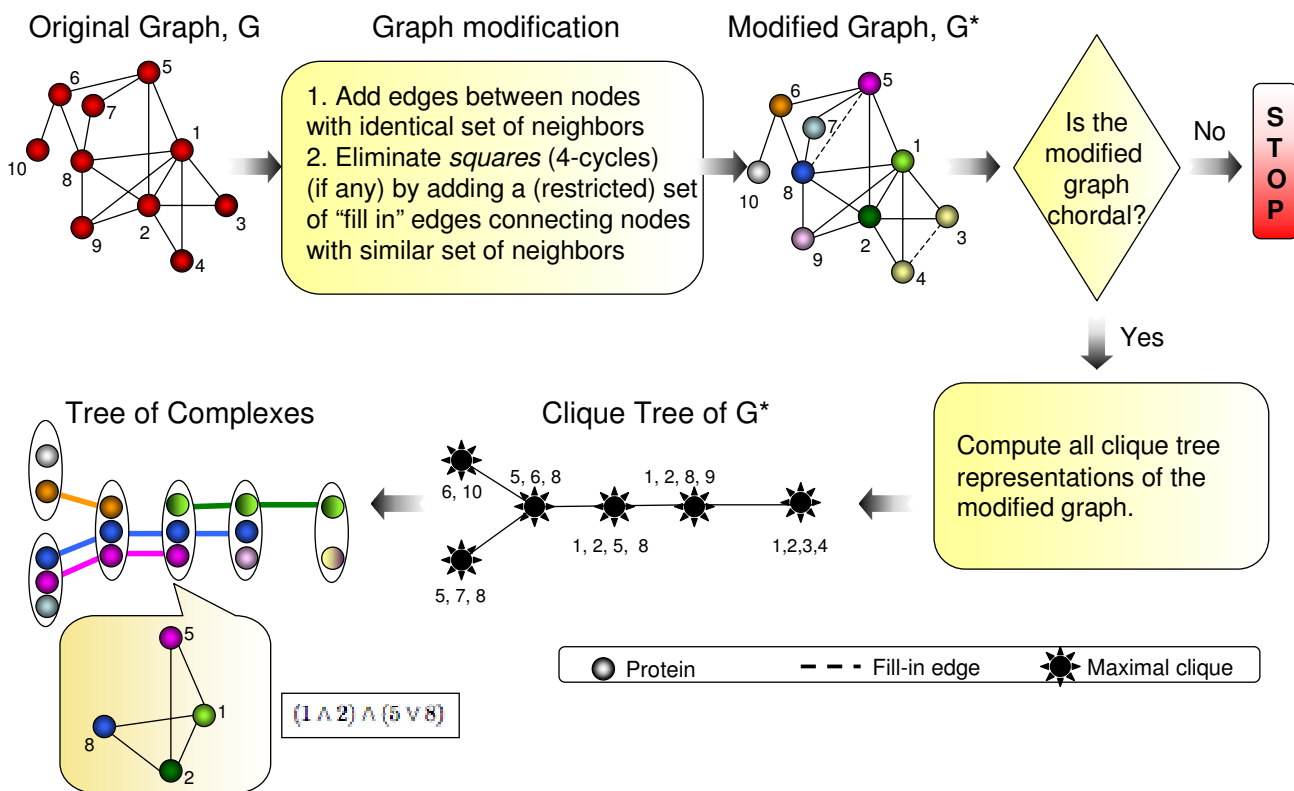 Original Graph, G
5
6
7
1
10
8
3
2
9
4
Graph modification
1. Add edges between nodes
with identical set of neighbors
2. Eliminate squares (4-cycles)
(if any) by adding a (restricted) set
of “fill in” edges connecting nodes
with similar set of neighbors
Modified Graph, G*
5
6
7
1
8
10
3
2
9
4
Is the
modified
graph
chordal?
No
S
T
O
P
Yes
Compute all clique tree
representations of the
modified graph.
Clique Tree of G*
5, 6, 8
1, 2, 8, 9
6, 10
1, 2, 5, 8
1,2,3,4
5, 7, 8
Tree of Complexes
5
1
8
2
(1 ∧ 2) ∧ (5 ∨ 8)
Protein
Fill-in edge
Maximal clique